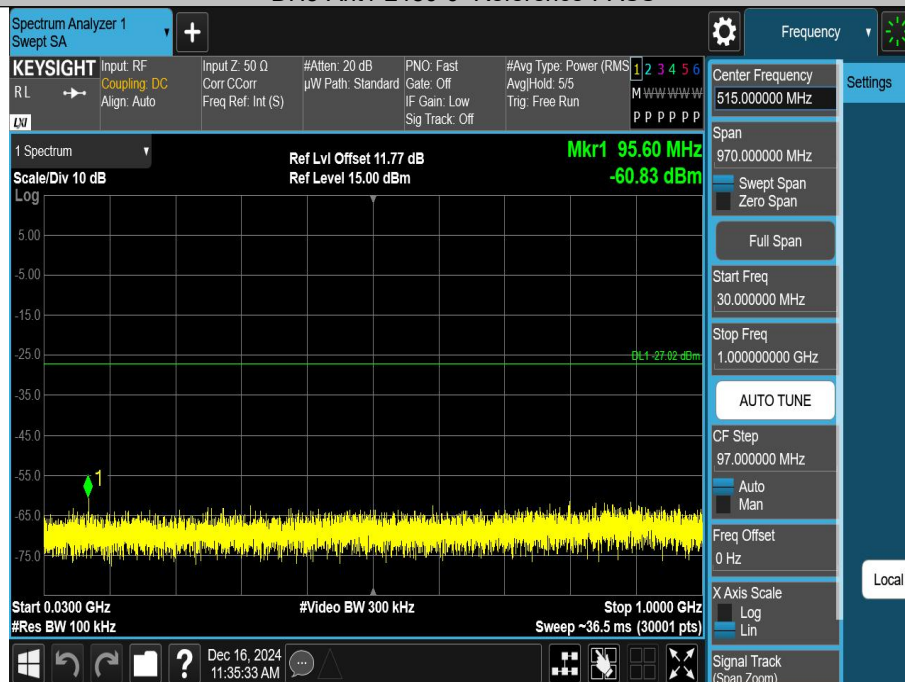 Spectrum Analyzer 1
Swept SA
+
Frequency
KEYSIGHT
RL
LXI
Input: RF
Coupling: DC
Align: Auto
Input Z: 50 Ω
Corr CCorr
Freq Ref: Int (S)
#Atten: 20 dB
µW Path: Standard
PNO: Fast
Gate: Off
IF Gain: Low
Sig Track: Off
#Avg Type: Power (RMS
Avg|Hold: 5/5
Trig: Free Run
1 2 3 4 5 6
M W W W W W
P P P P P P
Center Frequency
515.000000 MHz
Settings
1 Spectrum
Scale/Div 10 dB
Log
Ref Lvl Offset 11.77 dB
Ref Level 15.00 dBm
Mkr1 95.60 MHz
-60.83 dBm
5.00
-5.00
-15.0
-25.0
DL1 -27.02 dBm
-35.0
-45.0
-55.0
1
-65.0
-75.0
Start 0.0300 GHz
#Res BW 100 kHz
#Video BW 300 kHz
Stop 1.0000 GHz
Sweep ~36.5 ms (30001 pts)
Span
970.000000 MHz
Swept Span
Zero Span
Full Span
Start Freq
30.000000 MHz
Stop Freq
1.000000000 GHz
AUTO TUNE
CF Step
97.000000 MHz
Auto
Man
Freq Offset
0 Hz
Local
X Axis Scale
Log
Lin
Signal Track
(Span Zoom)
?
Dec 16, 2024
11:35:33 AM